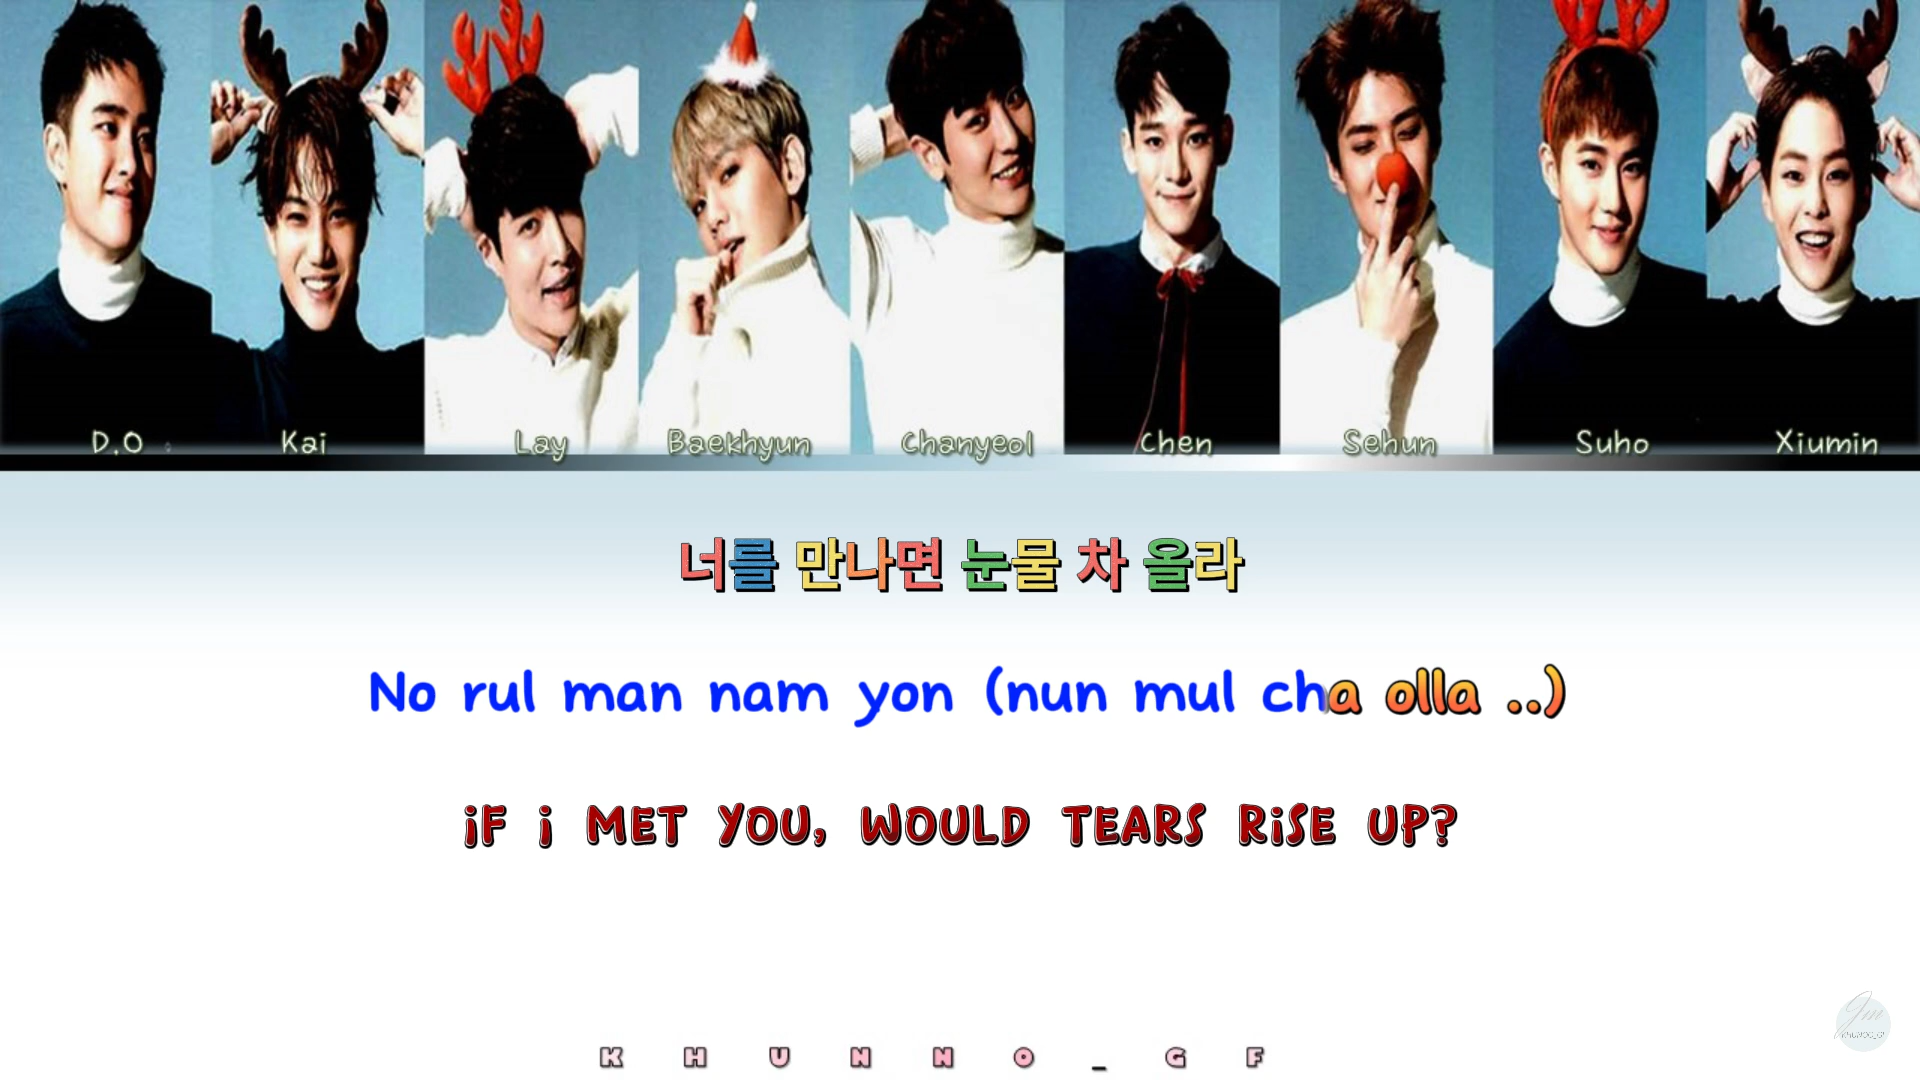 D.O Kai Lay Baekhyun Chanyeol Chen Sehun Suho Xiumin
너를 만나면 눈물 차 올라
No rul man nam yon (nun mul cha olla ..)
iF i MET YOU, WOULD TEARS RiSE UP?
KHUNNO_GF